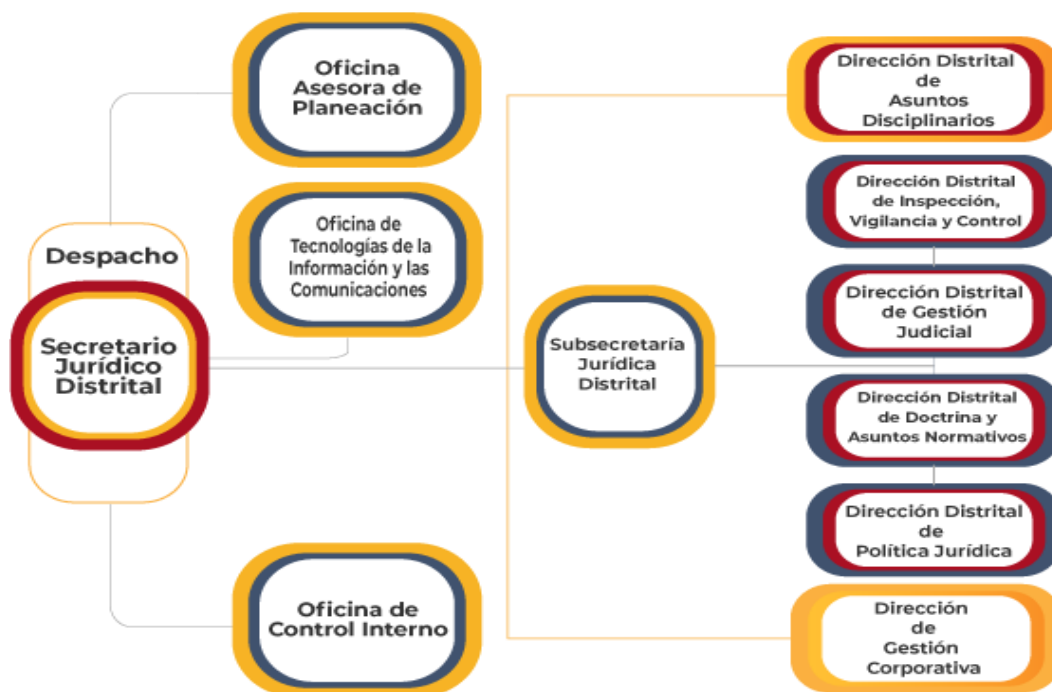 Oficina
Asesora de
Planeación
Oficina de
Tecnologías de la
Información y las
Comunicaciones
Despacho
Secretario
Jurídico
Distrital
Oficina de
Control Interno
Subsecretaría
Jurídica
Distrital
Dirección Distrital
de
Asuntos
Disciplinarios
Dirección Distrital
de Inspección,
Vigilancia y Control
Dirección Distrital
de Gestión
Judicial
Dirección Distrital
de Doctrina y
Asuntos Normativos
Dirección Distrital
de
Política Jurídica
Dirección
de
Gestión
Corporativa